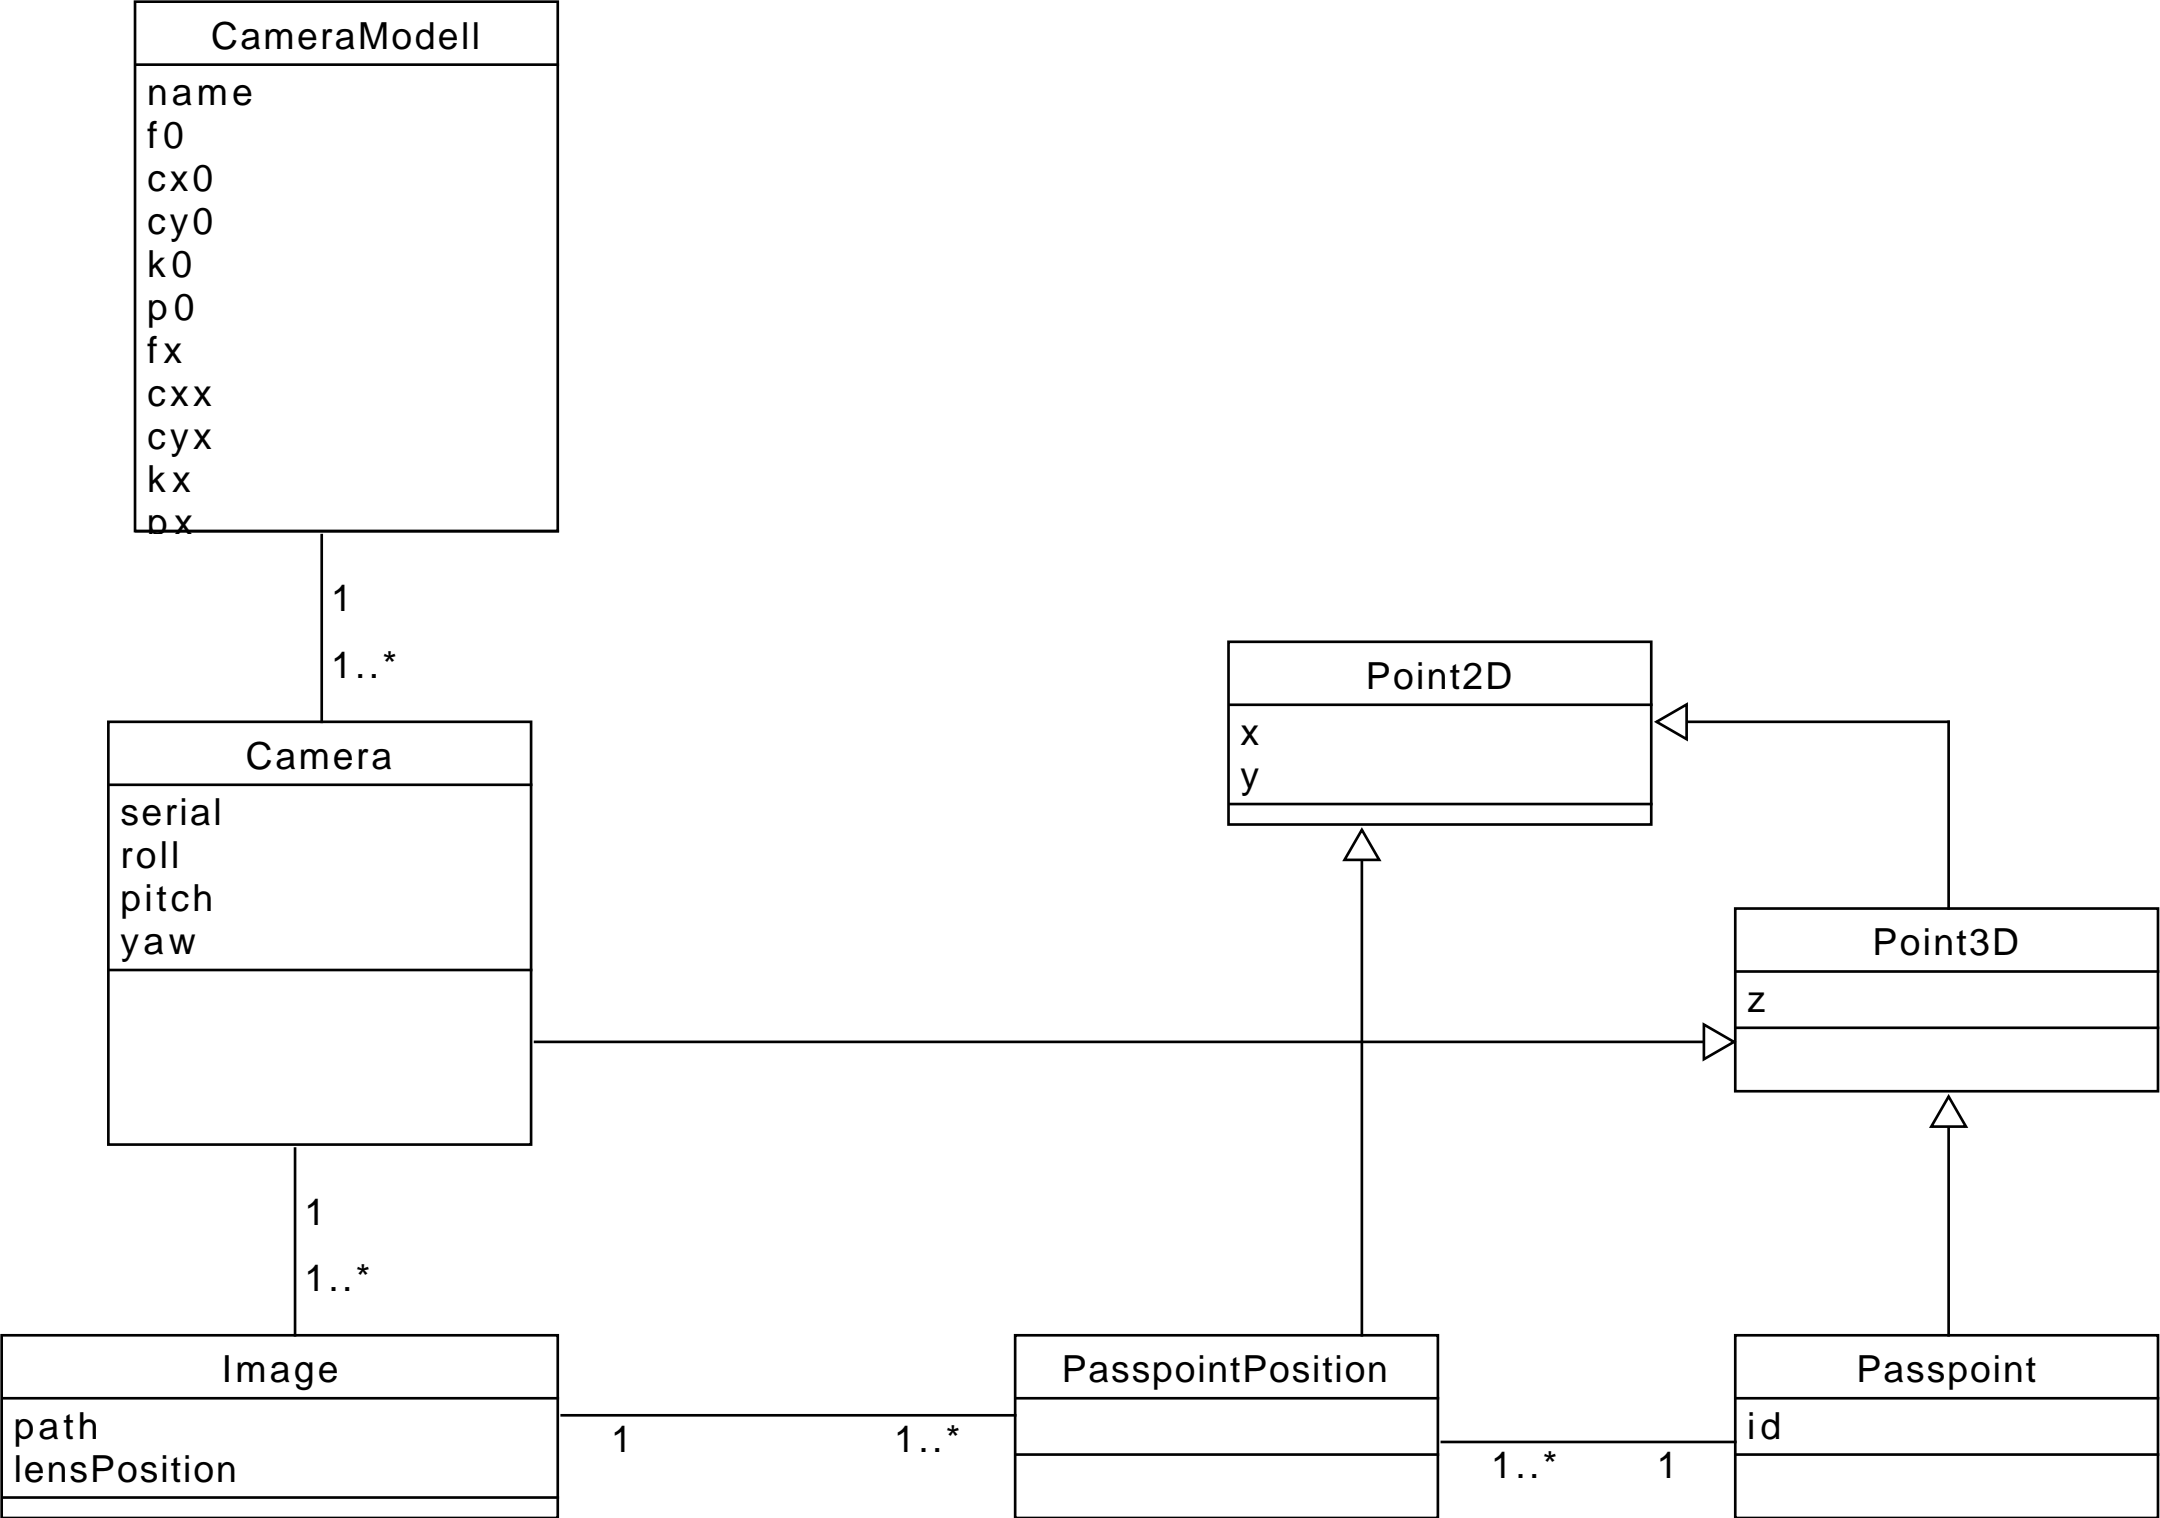 CameraModell
name
f0
cx0
cy0
k0
p0
fx
cxx
cyx
kx
px
1
1..*
Camera
serial
roll
pitch
yaw
Point2D
x
y
Point3D
z
1
1..*
Image
path
lensPosition
1
1..*
PasspointPosition
1..*
1
Passpoint
id